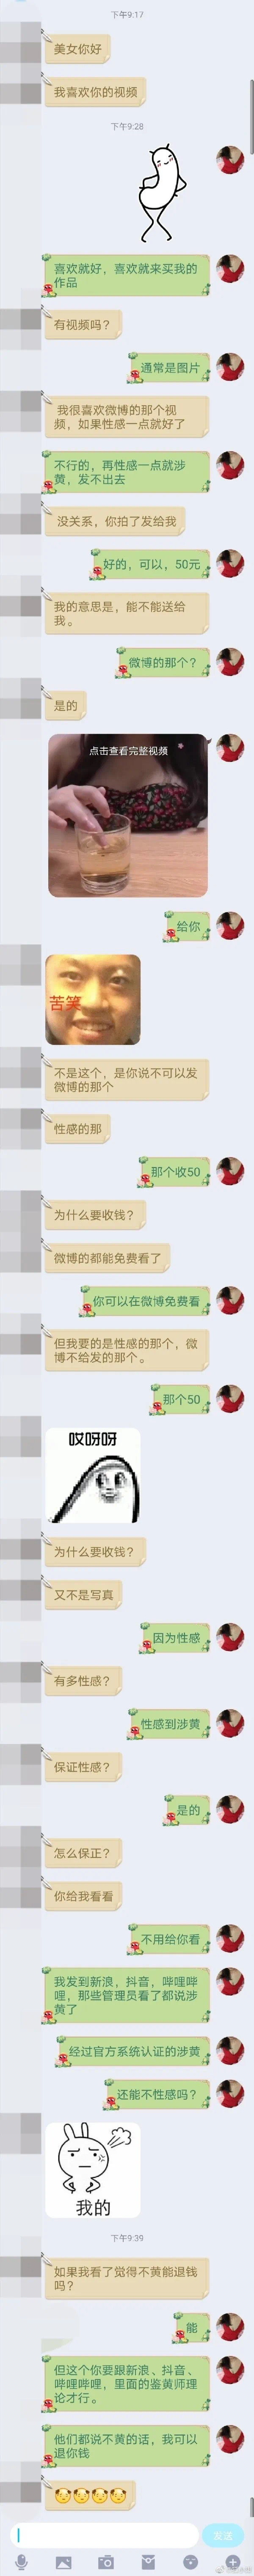 下午9:17
美女你好
我喜欢你的视频
下午9:28
喜欢就好，喜欢就来买我的
作品
有视频吗？
通常是图片
我很喜欢微博的那个视
频，如果性感一点就好了
不行的，再性感一点就涉
黄，发不出去
没关系，你拍了发给我
好的，可以，50元
我的意思是，能不能送给
我。
微博的那个？
是的
点击查看完整视频
给你
苦笑
不是这个，是你说不可以发
微博的那个
性感的那
那个收50
为什么要收钱？
微博的都能免费看了
你可以在微博免费看
但我要的是性感的那个，微
博不给发的那个。
那个50
哎呀呀
为什么要收钱？
又不是写真
因为性感
有多性感？
性感到涉黄
保证性感？
是的
怎么保正？
你给我看看
不用给你看
我发到新浪，抖音，哔哩哔
哩，那些管理员看了都说涉
黄了
经过官方系统认证的涉黄
还能不性感吗？
我的
下午9:39
如果我看了觉得不黄能退钱
吗？
能
但这个你要跟新浪、抖音、
哔哩哔哩，里面的鉴黄师理
论才行。
他们都说不黄的话，我可以
退你钱
发送